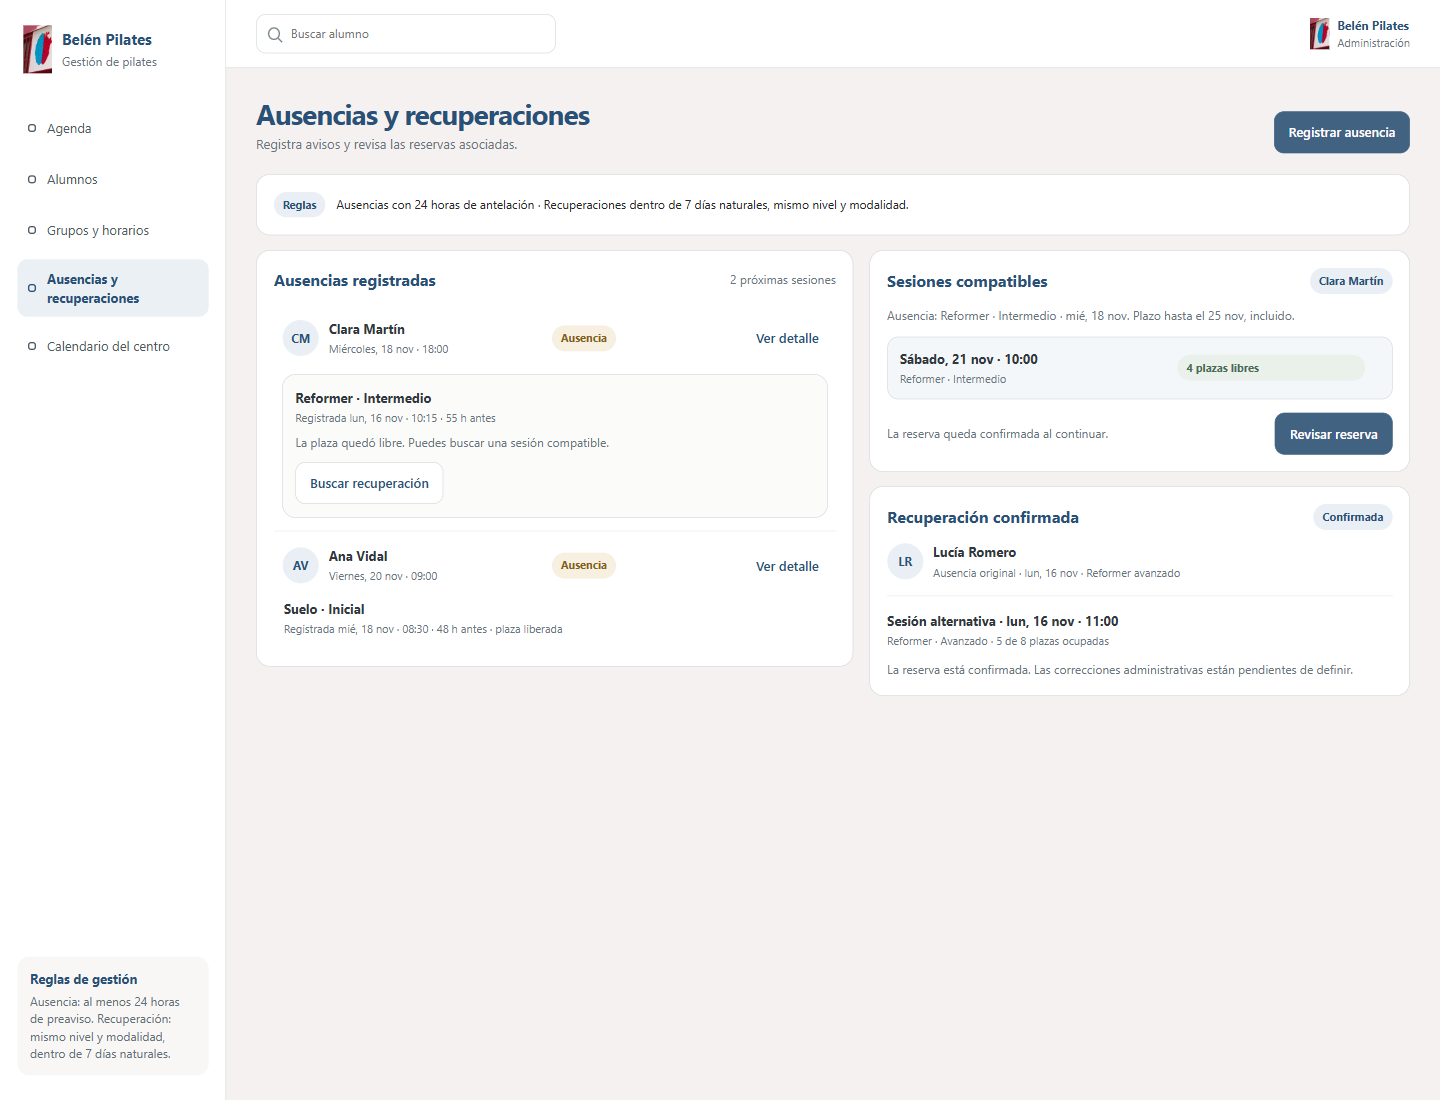 Belén Pilates
Gestión de pilates
Agenda
Alumnos
Grupos y horarios
Ausencias y
recuperaciones
Calendario del centro
Reglas de gestión
Ausencia: al menos 24 horas
de preaviso. Recuperación:
mismo nivel y modalidad,
dentro de 7 días naturales.
Buscar alumno
Belén Pilates
Administración
Ausencias y recuperaciones
Registra avisos y revisa las reservas asociadas.
Registrar ausencia
Reglas
Ausencias con 24 horas de antelación · Recuperaciones dentro de 7 días naturales, mismo nivel y modalidad.
Ausencias registradas
2 próximas sesiones
CM
Clara Martín
Miércoles, 18 nov · 18:00
Ausencia
Ver detalle
Reformer · Intermedio
Registrada lun, 16 nov · 10:15 · 55 h antes
La plaza quedó libre. Puedes buscar una sesión compatible.
Buscar recuperación
AV
Ana Vidal
Viernes, 20 nov · 09:00
Ausencia
Ver detalle
Suelo · Inicial
Registrada mié, 18 nov · 08:30 · 48 h antes · plaza liberada
Sesiones compatibles
Clara Martín
Ausencia: Reformer · Intermedio · mié, 18 nov. Plazo hasta el 25 nov, incluido.
Sábado, 21 nov · 10:00
Reformer · Intermedio
4 plazas libres
La reserva queda confirmada al continuar.
Revisar reserva
Recuperación confirmada
Confirmada
LR
Lucía Romero
Ausencia original · lun, 16 nov · Reformer avanzado
Sesión alternativa · lun, 16 nov · 11:00
Reformer · Avanzado · 5 de 8 plazas ocupadas
La reserva está confirmada. Las correcciones administrativas están pendientes de definir.